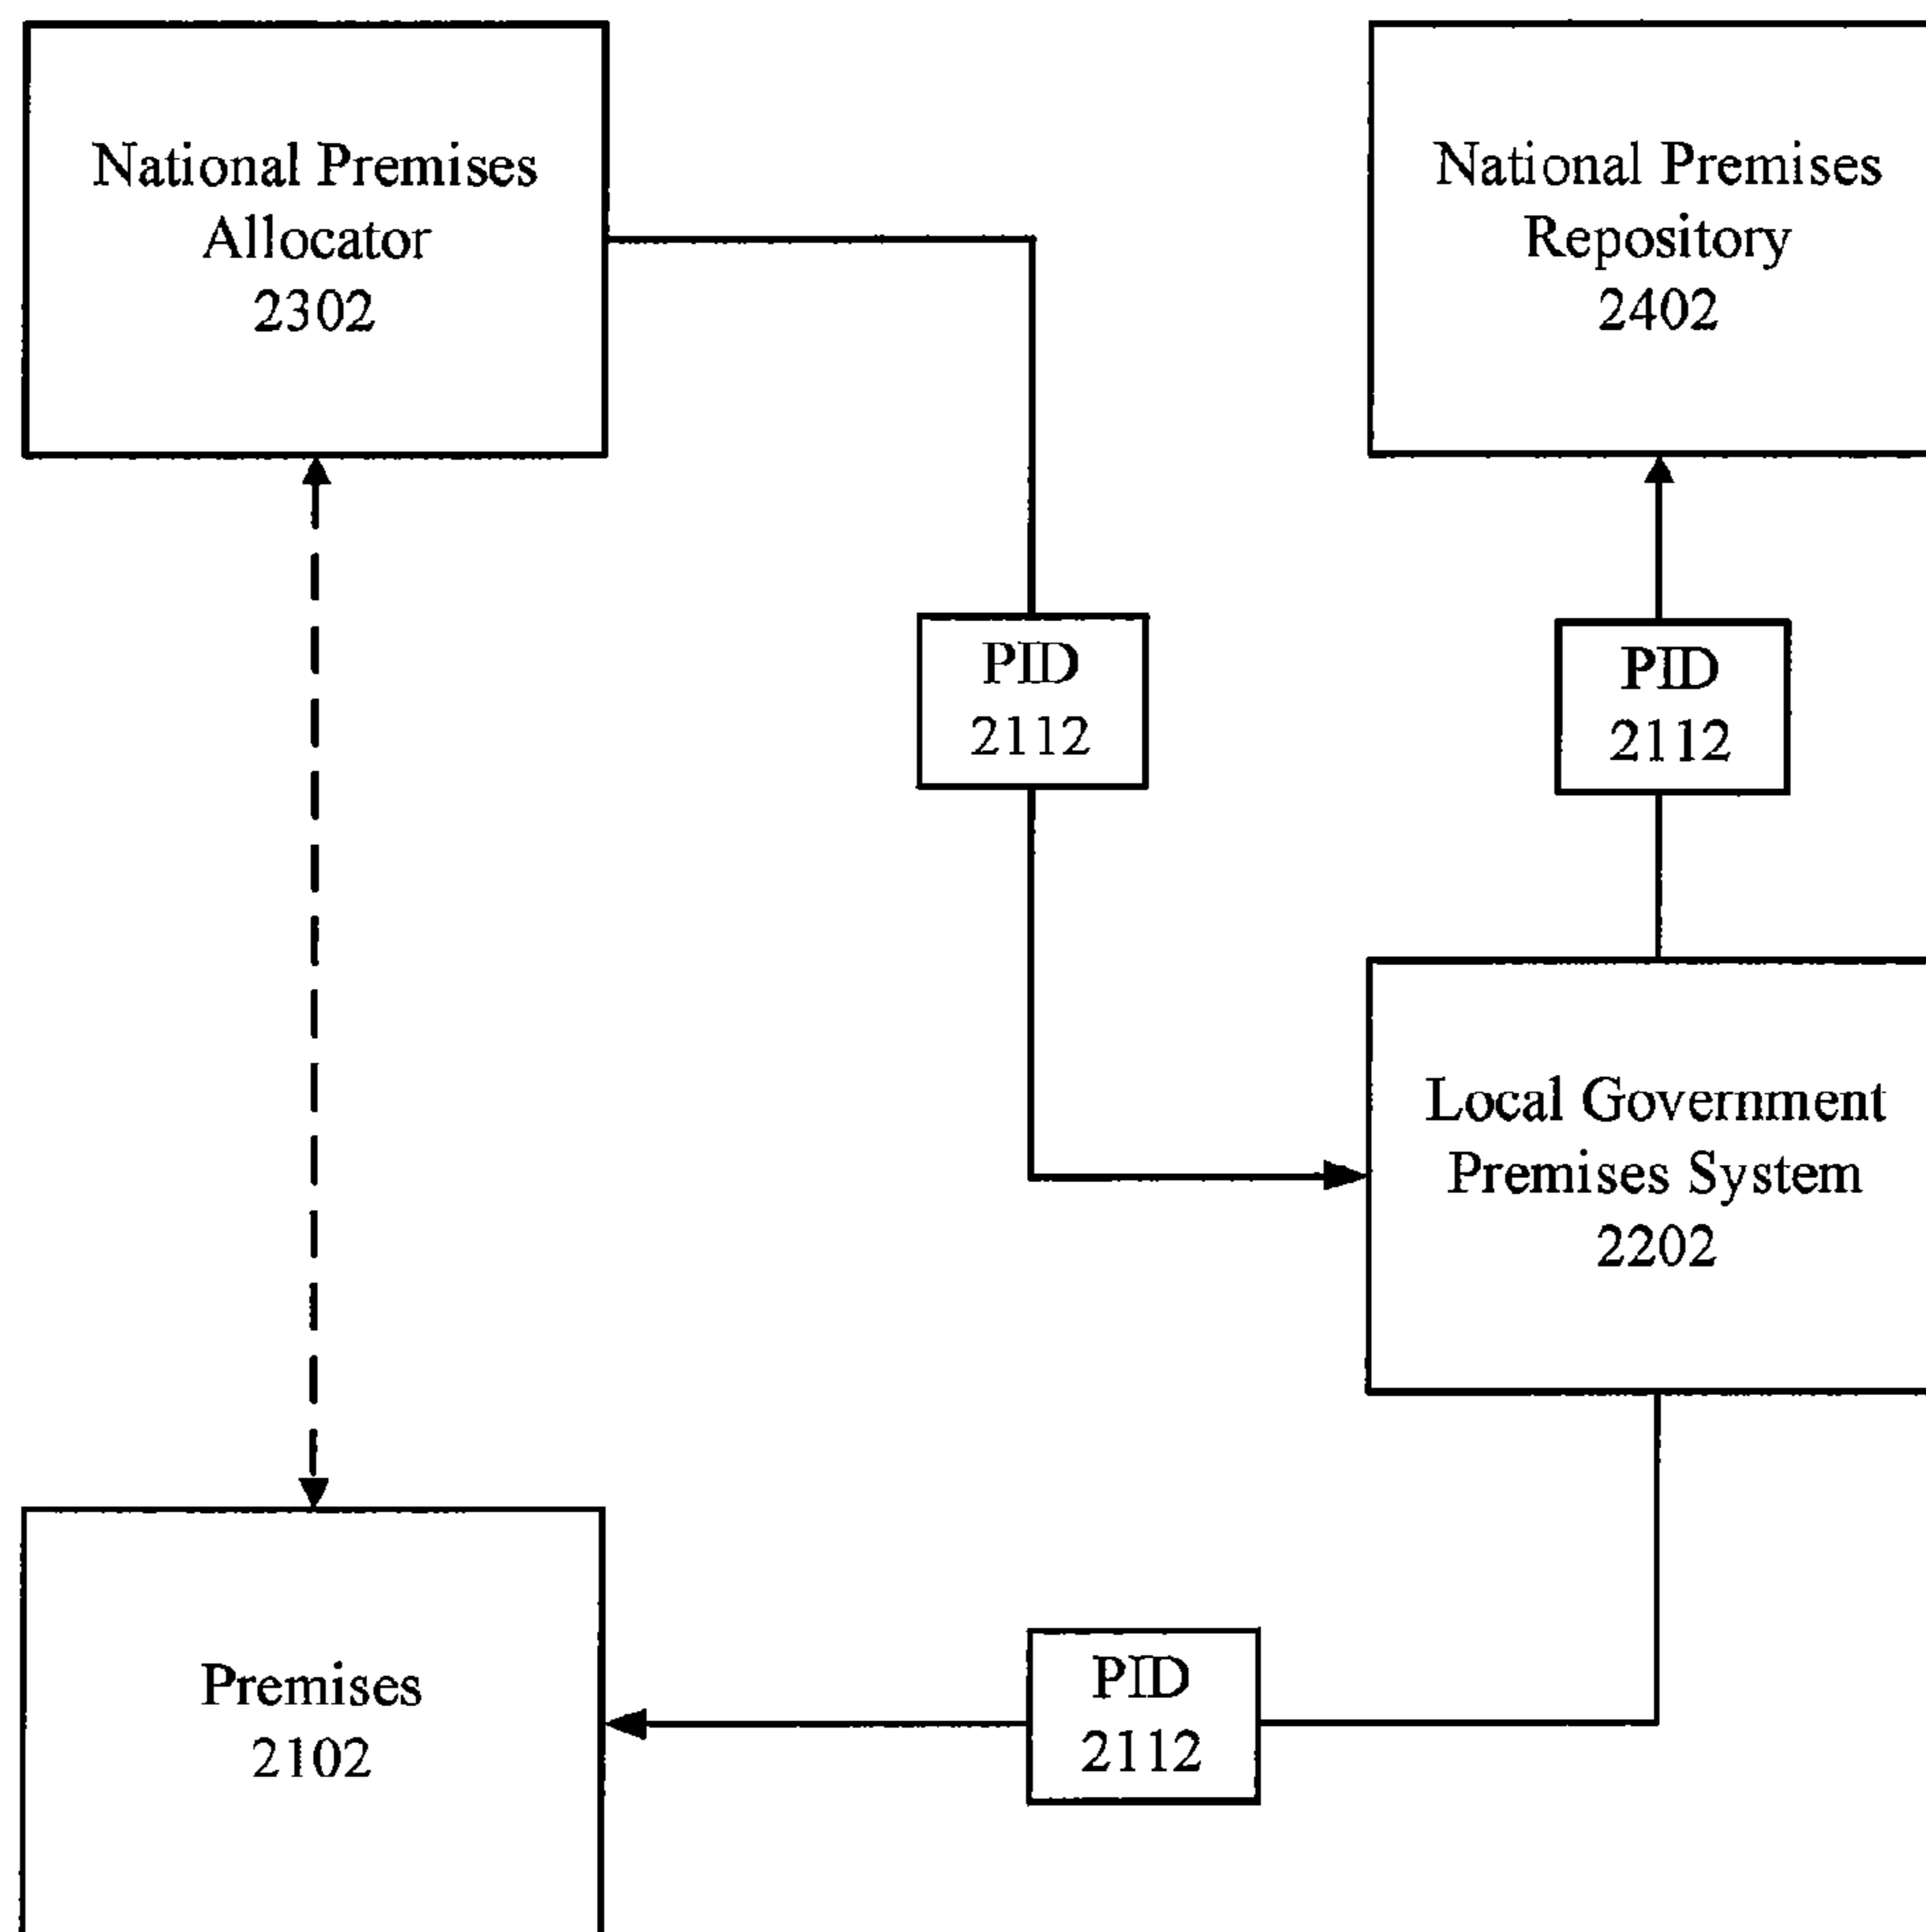 National Premises
Allocator
2302
National Premises
Repository
2402
PID
2112
PID
2112
Local Government
Premises System
2202
Premises
2102
PID
2112